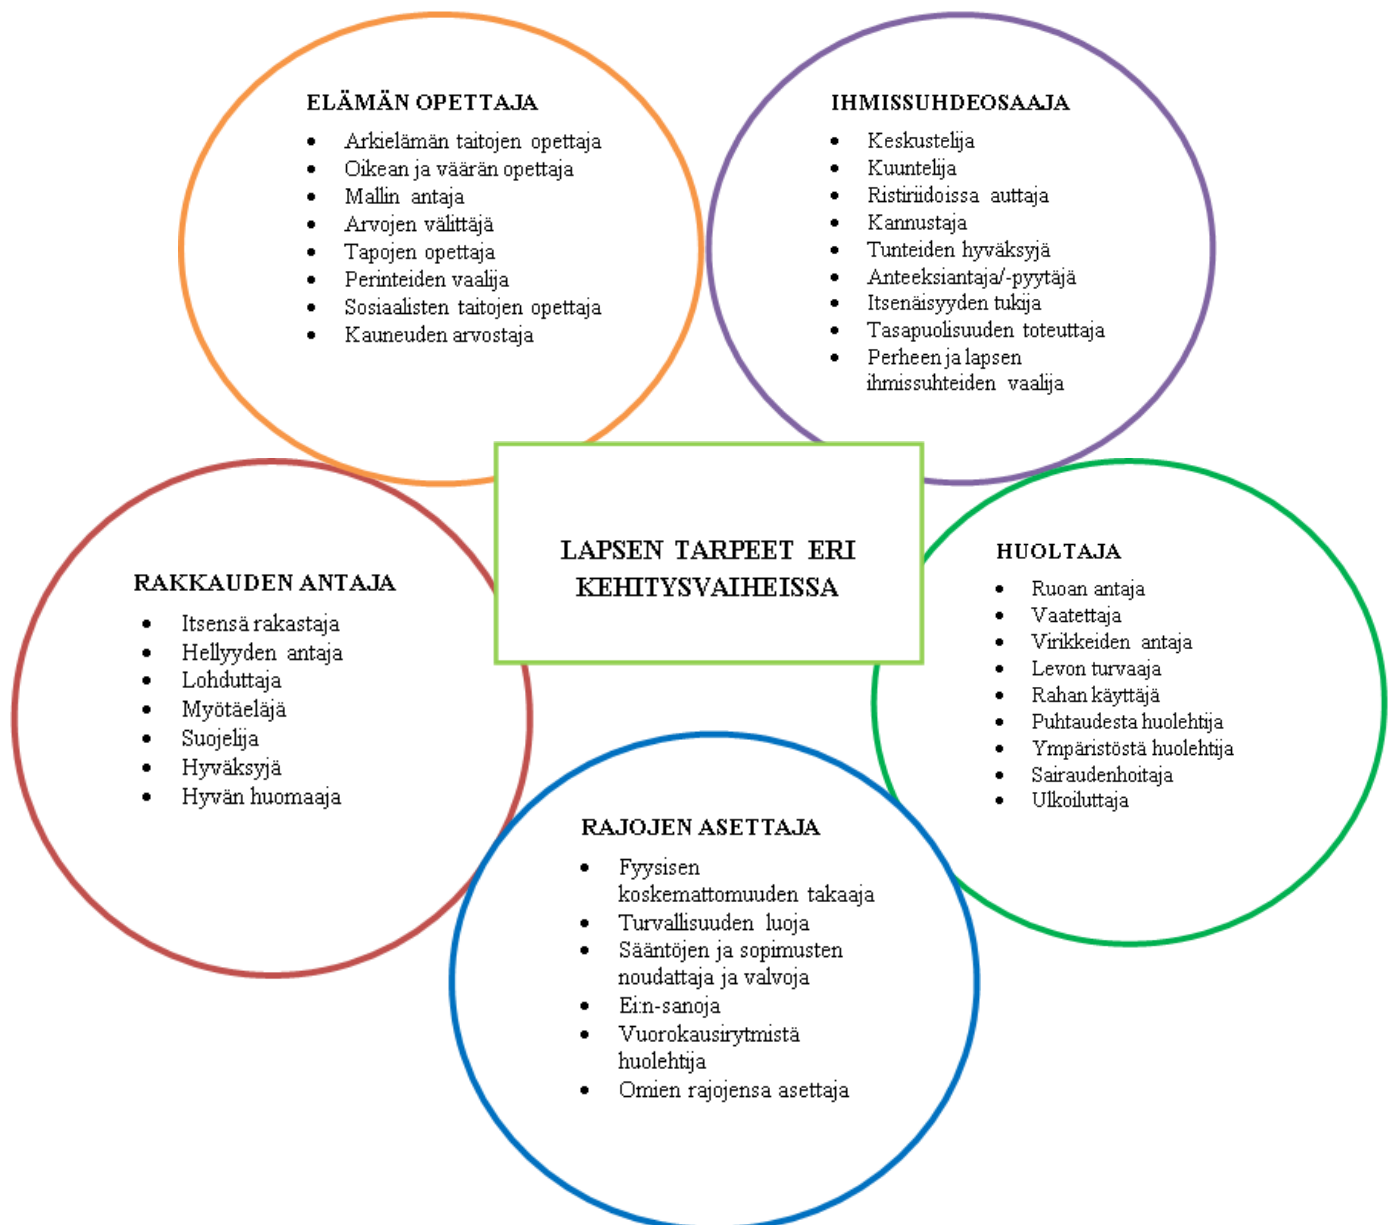 ELÄMÄN OPETTAJA
• Arkielämän taitojen opettaja
• Oikean ja väärän opettaja
• Mallin antaja
• Arvojen välittäjä
• Tapojen opettaja
• Perinteiden vaalija
• Sosiaalisten taitojen opettaja
• Kauneuden arvostaja
IHMISSUHDEOSAAJA
• Keskustelija
• Kuuntelija
• Ristiriidoissa auttaja
• Kannustaja
• Tunteiden hyväksyjä
• Anteeksiantaja/-pyytäjä
• Itsenäisyyden tukija
• Tasapuolisuuden toteuttaja
• Perheen ja lapsen
ihmissuhteiden vaalija
LAPSEN TARPEET ERI
KEHITYSVAIHEISSA
RAKKAUDEN ANTAJA
• Itsensä rakastaja
• Hellyyden antaja
• Lohduttaja
• Myötäeläjä
• Suojelija
• Hyväksyjä
• Hyvän huomaaja
HUOLTAJA
• Ruoan antaja
• Vaatettaja
• Virikkeiden antaja
• Levon turvaaja
• Rahan käyttäjä
• Puhtaudesta huolehtija
• Ympäristöstä huolehtija
• Sairaudenhoitaja
• Ulkoiluttaja
RAJOJEN ASETTAJA
• Fyysisen
koskemattomuuden takaaja
• Turvallisuuden luoja
• Sääntöjen ja sopimusten
noudattaja ja valvoja
• Ei:n-sanoja
• Vuorokausirytmistä
huolehtija
• Omien rajojensa asettaja